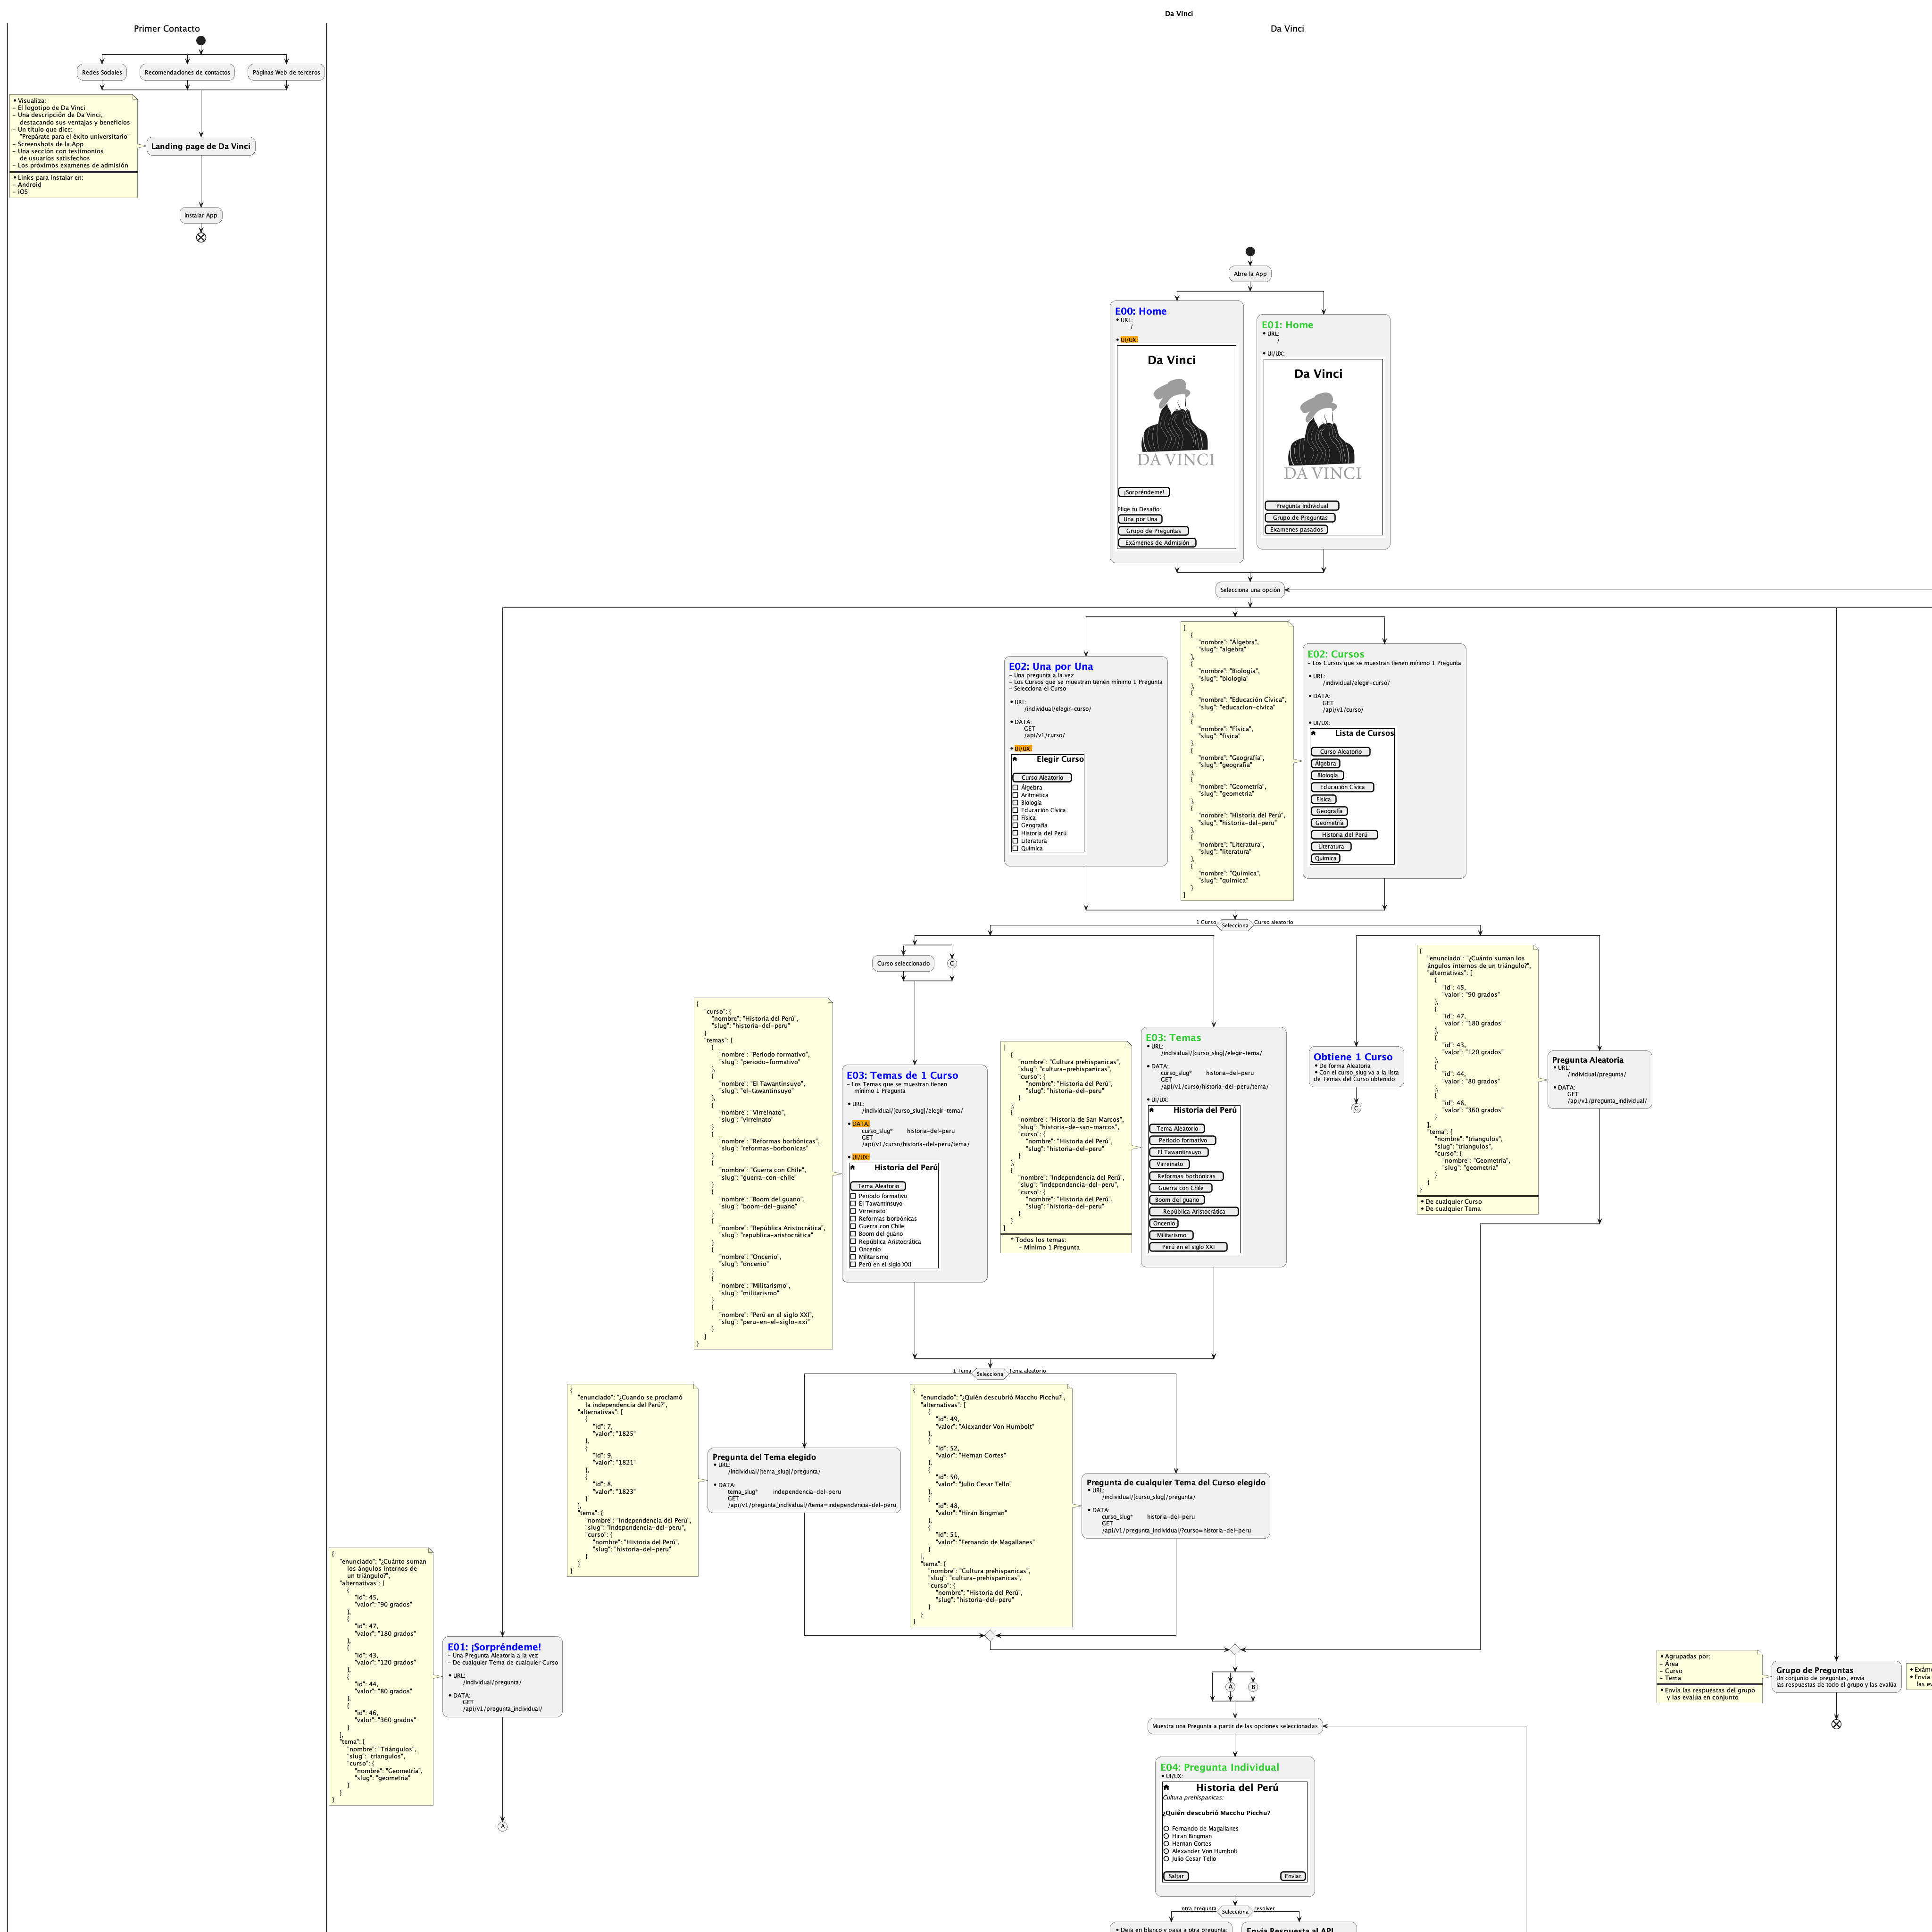 Da Vinci
Primer Contacto
Da Vinci
Redes Sociales
Recomendaciones de contactos
Páginas Web de terceros
• Visualiza:
- El logotipo de Da Vinci
- Una descripción de Da Vinci,
destacando sus ventajas y beneficios
- Un título que dice:
"Prepárate para el éxito universitario"
- Screenshots de la App
- Una sección con testimonios
de usuarios satisfechos
- Los próximos examenes de admisión
• Links para instalar en:
- Android
- iOS
Landing page de Da Vinci
Instalar App
Abre la App
E00: Home
• URL:
/
• UI/UX:
Da Vinci
DA VINCI
¡Sorpréndeme!
Elige tu Desafío:
Una por Una
Grupo de Preguntas
Exámenes de Admisión
E01: Home
• URL:
/
• UI/UX:
Da Vinci
DA VINCI
Pregunta Individual
Grupo de Preguntas
Examenes pasados
Selecciona una opción
E02: Una por Una
- Una pregunta a la vez
- Los Cursos que se muestran tienen mínimo 1 Pregunta
- Selecciona el Curso
• URL:
/individual/elegir-curso/
• DATA:
GET
/api/v1/curso/
• UI/UX:
Elegir Curso
Curso Aleatorio
Álgebra
Aritmética
Biología
Educación Cívica
Física
Geografía
Historia del Perú
Literatura
Química
[
{
"nombre": "Álgebra",
"slug": "algebra"
},
{
"nombre": "Biología",
"slug": "biologia"
},
{
"nombre": "Educación Cívica",
"slug": "educacion-civica"
},
{
"nombre": "Física",
"slug": "fisica"
},
{
"nombre": "Geografía",
"slug": "geografía"
},
{
"nombre": "Geometría",
"slug": "geometria"
},
{
"nombre": "Historia del Perú",
"slug": "historia-del-peru"
},
{
"nombre": "Literatura",
"slug": "literatura"
},
{
"nombre": "Química",
"slug": "quimica"
}
]
E02: Cursos
- Los Cursos que se muestran tienen mínimo 1 Pregunta
• URL:
/individual/elegir-curso/
• DATA:
GET
/api/v1/curso/
• UI/UX:
Lista de Cursos
Curso Aleatorio
Álgebra
Biología
Educación Cívica
Física
Geografía
Geometría
Historia del Perú
Literatura
Química
1 Curso
Selecciona
Curso aleatorio
Curso seleccionado
C
{
"curso": {
"nombre": "Historia del Perú",
"slug": "historia-del-peru"
}
"temas": [
{
"nombre": "Periodo formativo",
"slug": "periodo-formativo"
},
{
"nombre": "El Tawantinsuyo",
"slug": "el-tawantinsuyo"
},
{
"nombre": "Virreinato",
"slug": "virreinato"
}
{
"nombre": "Reformas borbónicas",
"slug": "reformas-borbonicas"
}
{
"nombre": "Guerra con Chile",
"slug": "guerra-con-chile"
}
{
"nombre": "Boom del guano",
"slug": "boom-del-guano"
}
{
"nombre": "República Aristocrática",
"slug": "republica-aristocrática"
}
{
"nombre": "Oncenio",
"slug": "oncenio"
}
{
"nombre": "Militarismo",
"slug": "militarismo"
}
{
"nombre": "Perú en el siglo XXI",
"slug": "peru-en-el-siglo-xxi"
}
]
}
E03: Temas de 1 Curso
- Los Temas que se muestran tienen
mínimo 1 Pregunta
• URL:
/individual/[curso_slug]/elegir-tema/
• DATA:
curso_slug* historia-del-peru
GET
/api/v1/curso/historia-del-peru/tema/
• UI/UX:
Historia del Perú
Tema Aleatorio
Periodo formativo
El Tawantinsuyo
Virreinato
Reformas borbónicas
Guerra con Chile
Boom del guano
República Aristocrática
Oncenio
Militarismo
Perú en el siglo XXI
[
{
"nombre": "Cultura prehispanicas",
"slug": "cultura-prehispanicas",
"curso": {
"nombre": "Historia del Perú",
"slug": "historia-del-peru"
}
},
{
"nombre": "Historia de San Marcos",
"slug": "historia-de-san-marcos",
"curso": {
"nombre": "Historia del Perú",
"slug": "historia-del-peru"
}
},
{
"nombre": "Independencia del Perú",
"slug": "independencia-del-peru",
"curso": {
"nombre": "Historia del Perú",
"slug": "historia-del-peru"
}
}
]
* Todos los temas:
- Minimo 1 Pregunta
E03: Temas
• URL:
/individual/[curso_slug]/elegir-tema/
• DATA:
curso_slug* historia-del-peru
GET
/api/v1/curso/historia-del-peru/tema/
• UI/UX:
Historia del Perú
Tema Aleatorio
Periodo formativo
El Tawantinsuyo
Virreinato
Reformas borbónicas
Guerra con Chile
Boom del guano
República Aristocrática
Oncenio
Militarismo
Perú en el siglo XXI
Obtiene 1 Curso
• De forma Aleatoria
• Con el curso_slug va a la lista
de Temas del Curso obtenido
C
{
"enunciado": "¿Cuánto suman los
ángulos internos de un triángulo?",
"alternativas": [
{
"id": 45,
"valor": "90 grados"
},
{
"id": 47,
"valor": "180 grados"
},
{
"id": 43,
"valor": "120 grados"
},
{
"id": 44,
"valor": "80 grados"
},
{
"id": 46,
"valor": "360 grados"
}
],
"tema": {
"nombre": "triangulos",
"slug": "triangulos",
"curso": {
"nombre": "Geometría",
"slug": "geometria"
}
}
}
• De cualquier Curso
• De cualquier Tema
Pregunta Aleatoria
• URL:
/individual/pregunta/
• DATA:
GET
/api/v1/pregunta_individual/
1 Tema
Selecciona
Tema aleatorio
{
"enunciado": "¿Cuando se proclamó
la independencia del Perú?",
"alternativas": [
{
"id": 7,
"valor": "1825"
},
{
"id": 9,
"valor": "1821"
},
{
"id": 8,
"valor": "1823"
}
],
"tema": {
"nombre": "Independencia del Perú",
"slug": "independencia-del-peru",
"curso": {
"nombre": "Historia del Perú",
"slug": "historia-del-peru"
}
}
}
Pregunta del Tema elegido
• URL:
/individual/[tema_slug]/pregunta/
• DATA:
tema_slug* independencia-del-peru
GET
/api/v1/pregunta_individual/?tema=independencia-del-peru
{
"enunciado": "¿Quién descubrió Macchu Picchu?",
"alternativas": [
{
"id": 49,
"valor": "Alexander Von Humbolt"
},
{
"id": 52,
"valor": "Hernan Cortes"
},
{
"id": 50,
"valor": "Julio Cesar Tello"
},
{
"id": 48,
"valor": "Hiran Bingman"
},
{
"id": 51,
"valor": "Fernando de Magallanes"
}
],
"tema": {
"nombre": "Cultura prehispanicas",
"slug": "cultura-prehispanicas",
"curso": {
"nombre": "Historia del Perú",
"slug": "historia-del-peru"
}
}
}
Pregunta de cualquier Tema del Curso elegido
• URL:
/individual/[curso_slug]/pregunta/
• DATA:
curso_slug* historia-del-peru
GET
/api/v1/pregunta_individual/?curso=historia-del-peru
{
"enunciado": "¿Cuánto suman
los ángulos internos de
un triángulo?",
"alternativas": [
{
"id": 45,
"valor": "90 grados"
},
{
"id": 47,
"valor": "180 grados"
},
{
"id": 43,
"valor": "120 grados"
},
{
"id": 44,
"valor": "80 grados"
},
{
"id": 46,
"valor": "360 grados"
}
],
"tema": {
"nombre": "Triángulos",
"slug": "triangulos",
"curso": {
"nombre": "Geometría",
"slug": "geometria"
}
}
}
E01: ¡Sorpréndeme!
- Una Pregunta Aleatoria a la vez
- De cualquier Tema de cualquier Curso
• URL:
/individual/pregunta/
• DATA:
GET
/api/v1/pregunta_individual/
A
• Agrupadas por:
- Área
- Curso
- Tema
• Envía las respuestas del grupo
y las evalúa en conjunto
Grupo de Preguntas
Un conjunto de preguntas, envía
las respuestas de todo el grupo y las evalúa
• Envía
A
B
Muestra una Pregunta a partir de las opciones seleccionadas
E04: Pregunta Individual
• UI/UX:
Historia del Perú
Cultura prehispanicas:
¿Quién descubrió Macchu Picchu?
Fernando de Magallanes
Hiran Bingman
Hernan Cortes
Alexander Von Humbolt
Julio Cesar Tello
Saltar
Enviar
otra pregunta
Selecciona
resolver
• Deja en blanco y pasa a otra pregunta:
Envía Respuesta al API